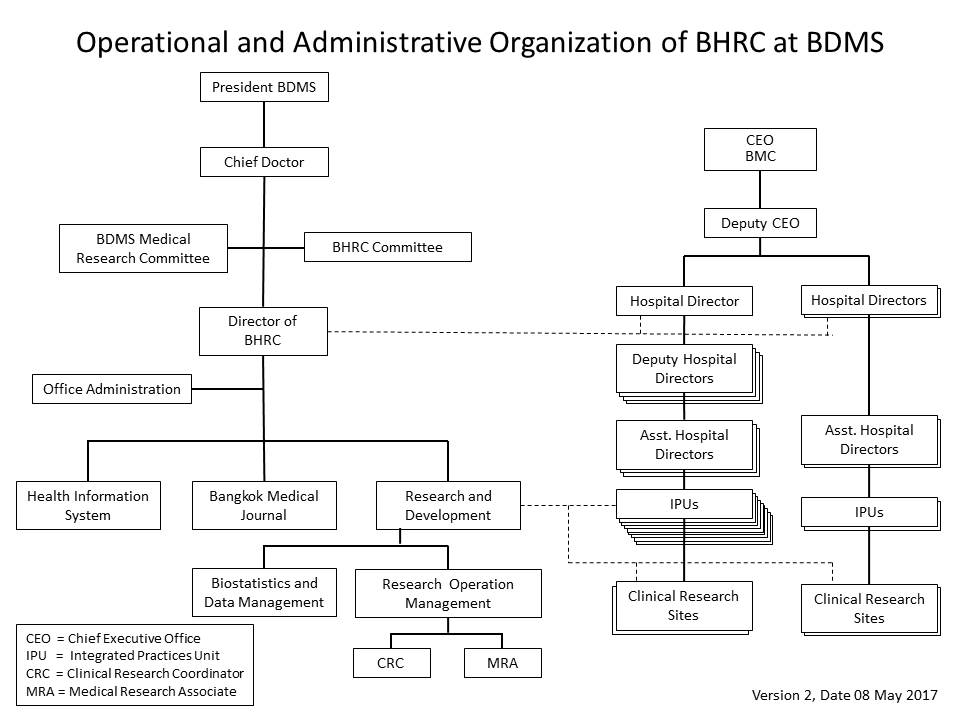 Operational and Administrative Organization of BHRC at BDMS
President BDMS
Chief Doctor
BDMS Medical
Research Committee
BHRC Committee
Director of
BHRC
Office Administration
Health Information
System
Bangkok Medical
Journal
Research and
Development
Biostatistics and
Data Management
Research Operation
Management
CRC
MRA
CEO
BMC
Deputy CEO
Hospital Director
Deputy Hospital
Directors
Asst. Hospital
Directors
IPUs
Clinical Research
Sites
Hospital Directors
Asst. Hospital
Directors
IPUs
Clinical Research
Sites
CEO = Chief Executive Office
IPU = Integrated Practices Unit
CRC = Clinical Research Coordinator
MRA = Medical Research Associate
Version 2, Date 08 May 2017